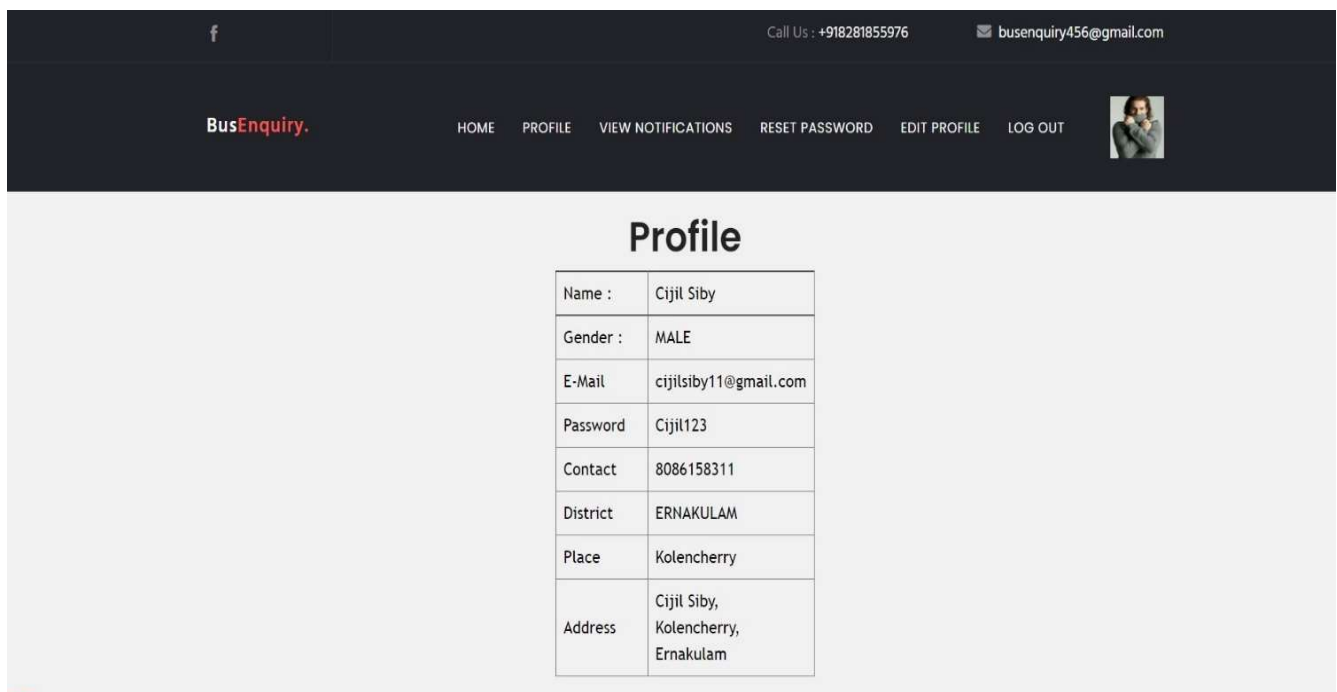 f
Call Us : +918281855976
busenquiry456@gmail.com
BusEnquiry.
HOME PROFILE VIEW NOTIFICATIONS RESET PASSWORD EDIT PROFILE LOG OUT
Profile
Name : Cijil Siby
Gender : MALE
E-Mail cijilsiby11@gmail.com
Password Cijil123
Contact 8086158311
District ERNAKULAM
Place Kolencherry
Address Cijil Siby,
Kolencherry,
Ernakulam